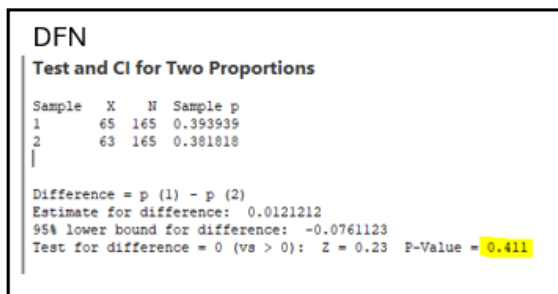 DFN
Test and CI for Two Proportions
Sample X N Sample p
1 65 165 0.393939
2 63 165 0.381818
Difference = p (1) - p (2)
Estimate for difference: 0.0121212
95% lower bound for difference: -0.0761123
Test for difference = 0 (vs > 0): Z = 0.23 P-Value = 0.411